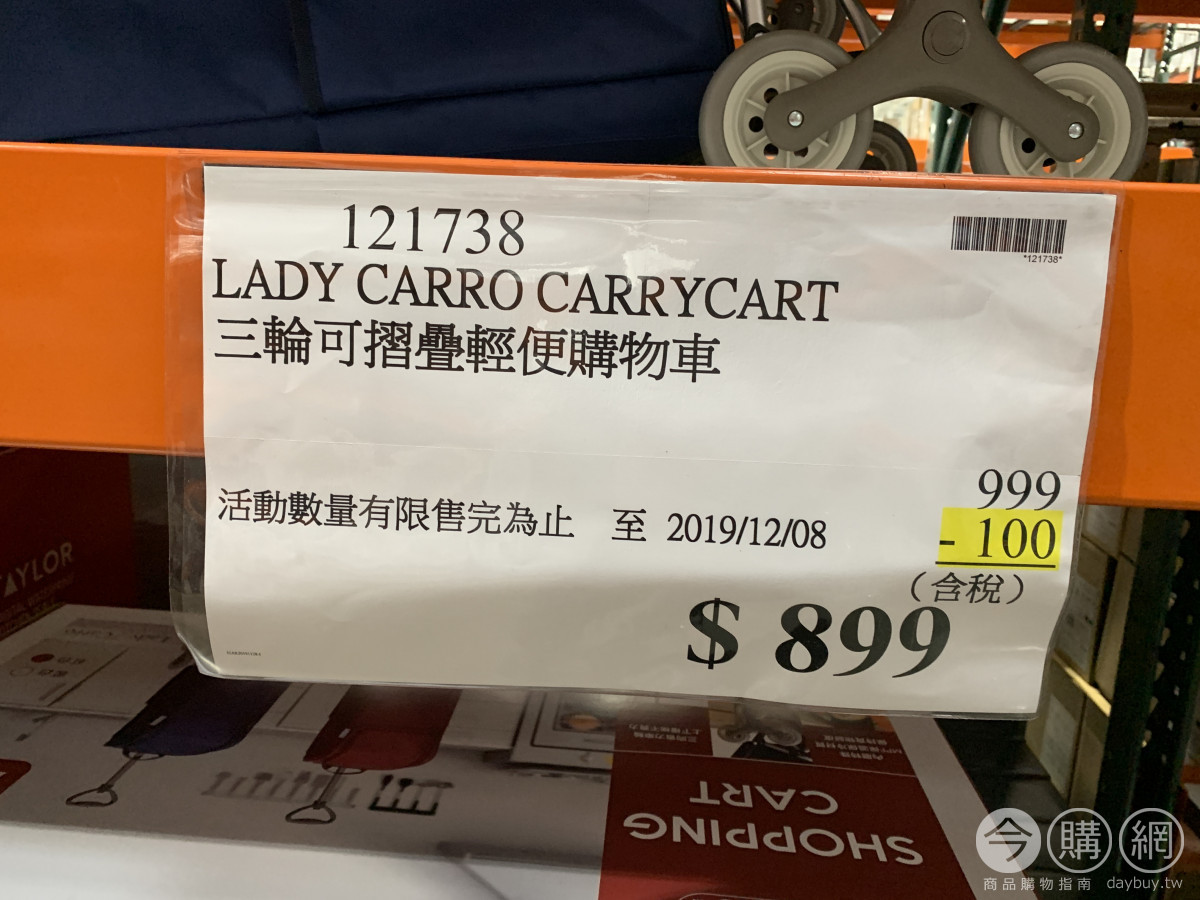 121738
*121738*
LADY CARRO CARRYCART
三輪可摺疊輕便購物車
999
活動數量有限售完為止 至 2019/12/08
- 100
(含稅)
$ 899
AYLOR
SHOPPING
CART
今購網
商品購物指南 daybuy.tw